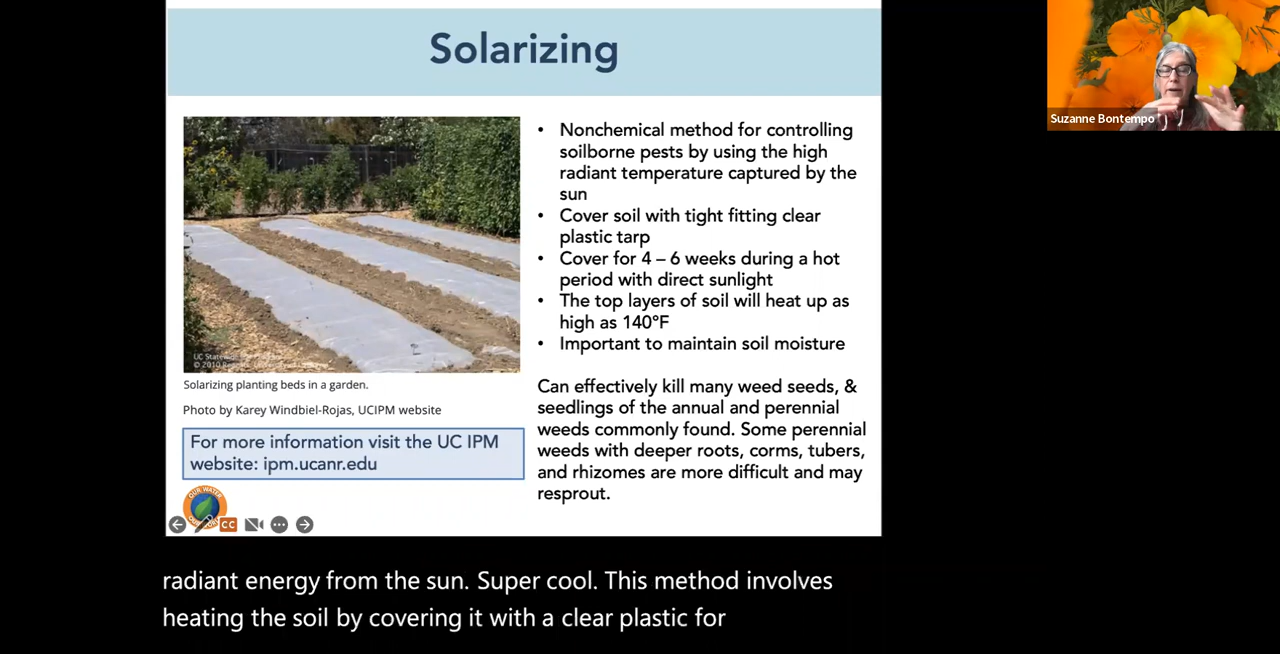 Solarizing
Suzanne Bontempo
• Nonchemical method for controlling
soilborne pests by using the high
radiant temperature captured by the
sun
• Cover soil with tight fitting clear
plastic tarp
• Cover for 4 – 6 weeks during a hot
period with direct sunlight
• The top layers of soil will heat up as
high as 140°F
• Important to maintain soil moisture
Can effectively kill many weed seeds, &
seedlings of the annual and perennial
weeds commonly found. Some perennial
weeds with deeper roots, corms, tubers,
and rhizomes are more difficult and may
resprout.
UC Statewide
© 2010
Solarizing planting beds in a garden.
Photo by Karey Windbiel-Rojas, UCIPM website
For more information visit the UC IPM
website: ipm.ucanr.edu
OUR WATER
CC
radiant energy from the sun. Super cool. This method involves
heating the soil by covering it with a clear plastic for